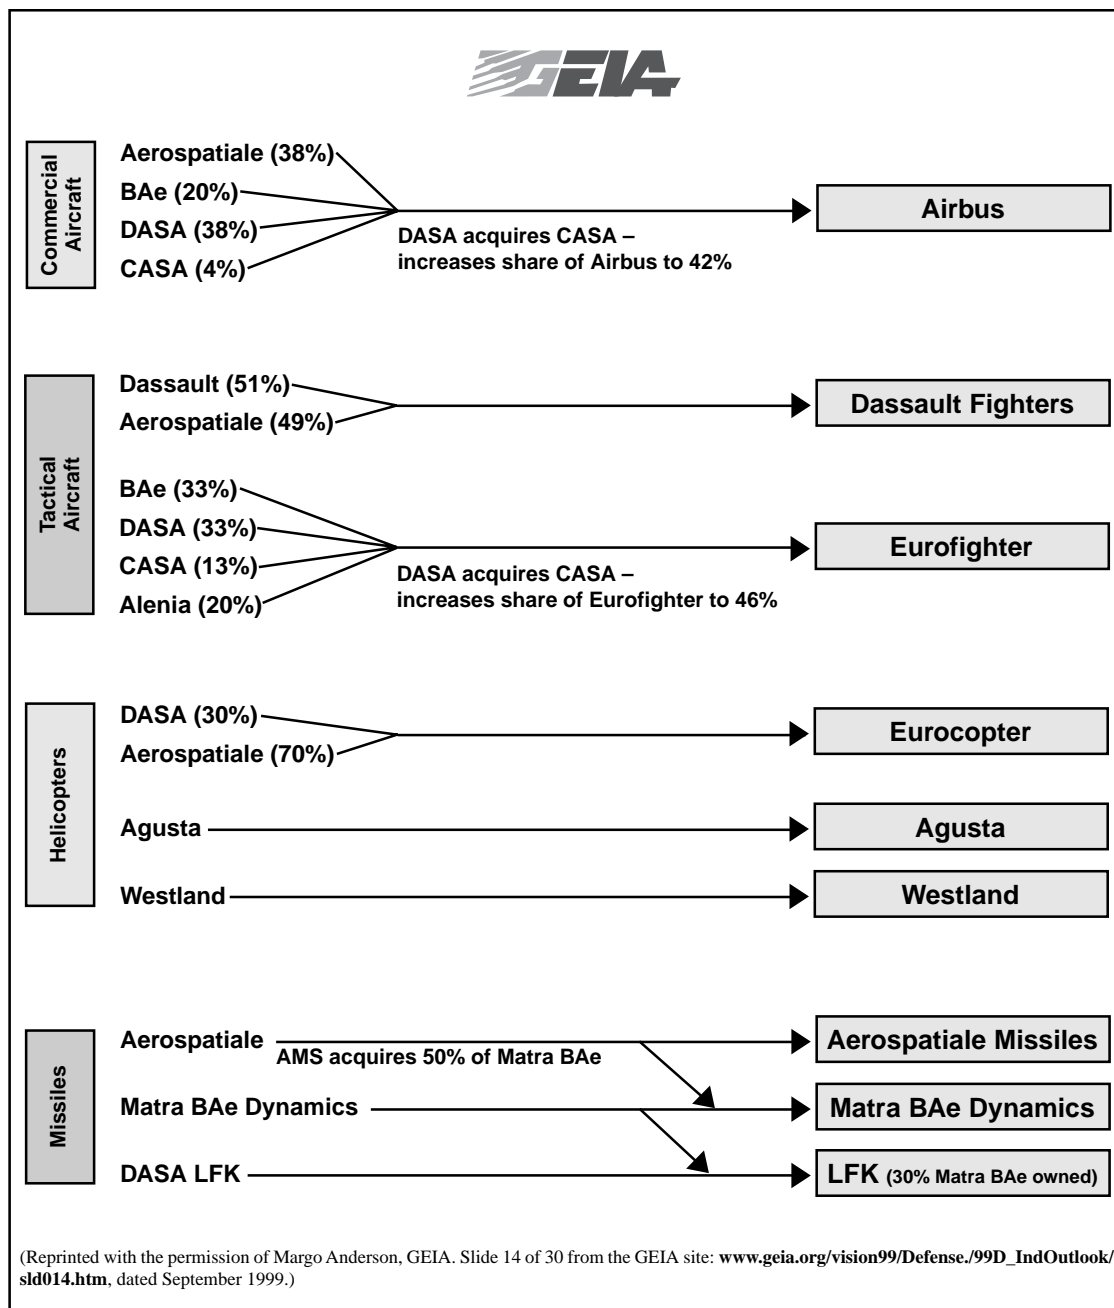 GEIA
Commercial
Aircraft
Aerospatiale (38%)
BAe (20%)
DASA (38%)
CASA (4%)
DASA acquires CASA –
increases share of Airbus to 42%
Airbus
Tactical
Aircraft
Dassault (51%)
Aerospatiale (49%)
Dassault Fighters
BAe (33%)
DASA (33%)
CASA (13%)
Alenia (20%)
DASA acquires CASA –
increases share of Eurofighter to 46%
Eurofighter
Helicopters
DASA (30%)
Aerospatiale (70%)
Eurocopter
Agusta
Agusta
Westland
Westland
Missiles
Aerospatiale
AMS acquires 50% of Matra BAe
Aerospatiale Missiles
Matra BAe Dynamics
Matra BAe Dynamics
DASA LFK
LFK (30% Matra BAe owned)
(Reprinted with the permission of Margo Anderson, GEIA. Slide 14 of 30 from the GEIA site: www.geia.org/vision99/Defense./99D_IndOutlook/
sld014.htm, dated September 1999.)